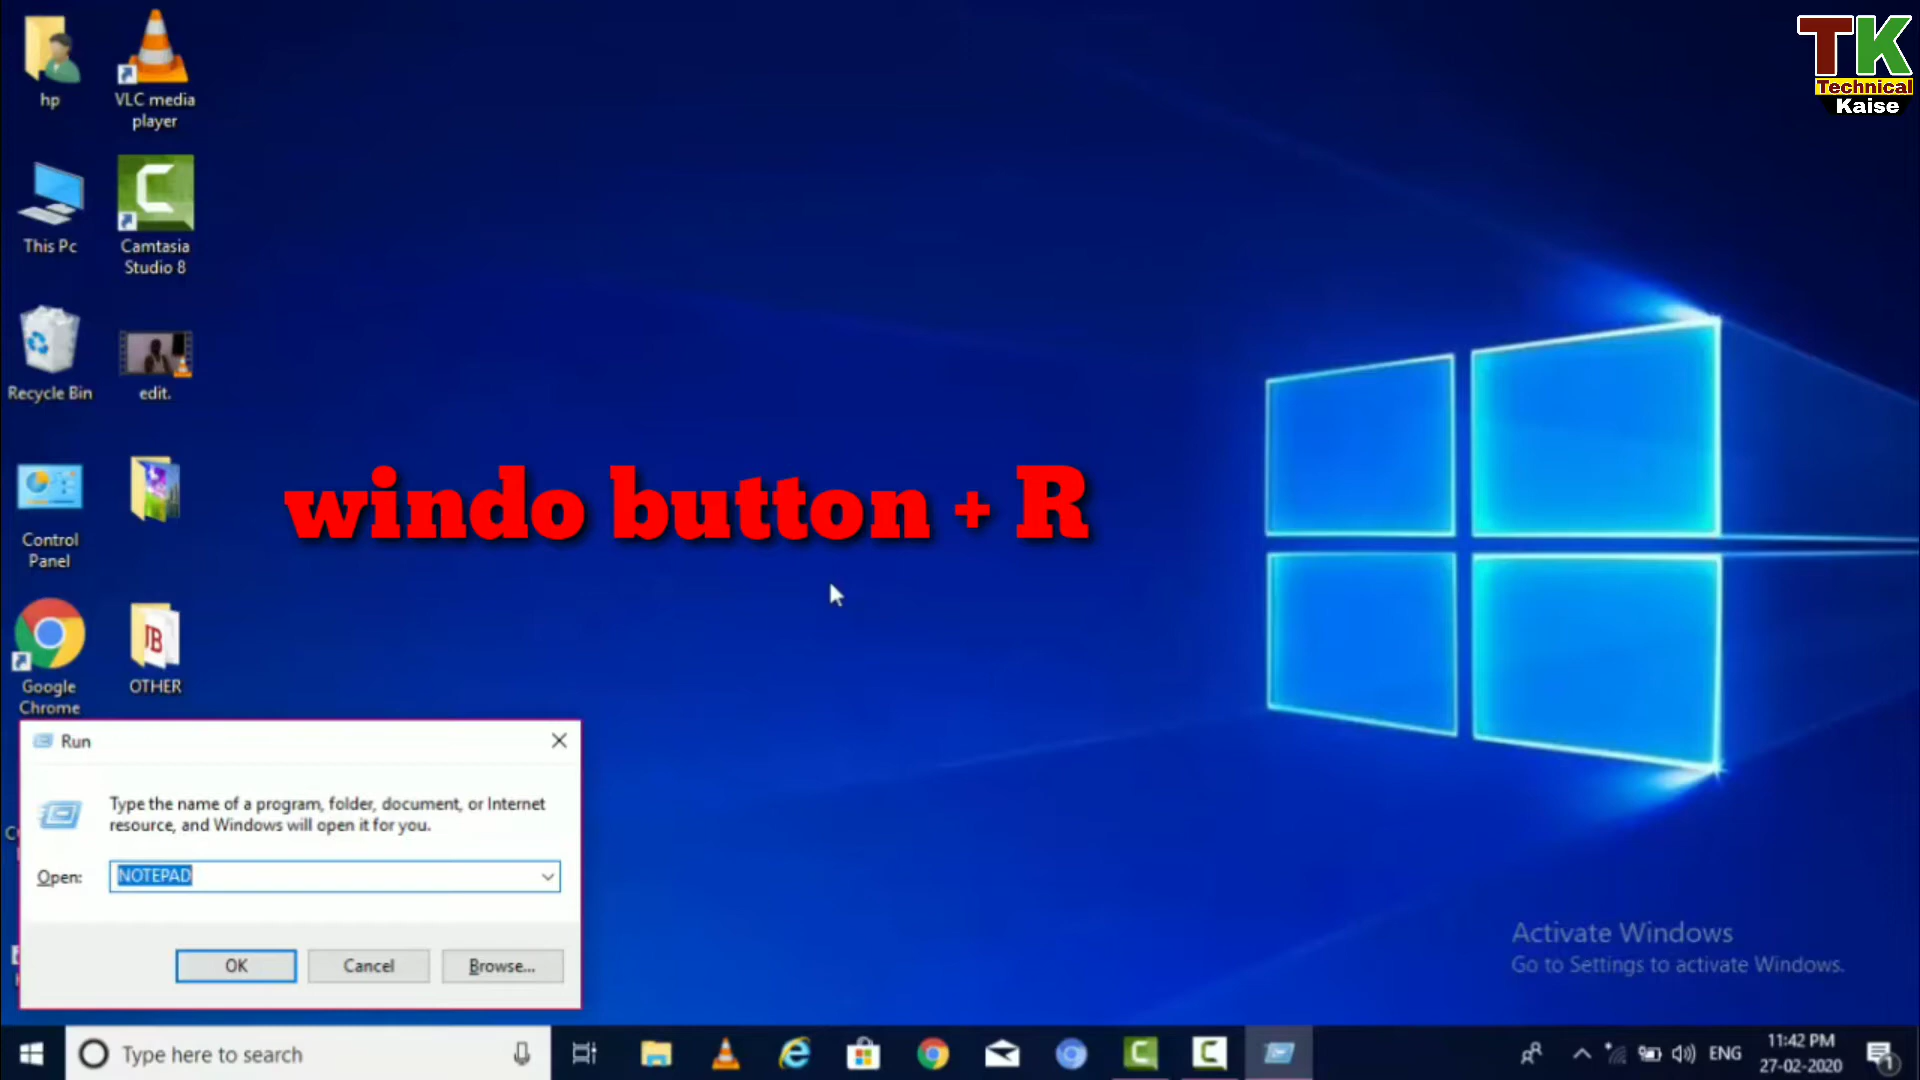 TK
Technical
Kaise
hp
VLC media
player
This Pc
Camtasia
Studio 8
Recycle Bin
edit.
windo button + R
Control
Panel
JB
Google
Chrome
OTHER
Run
Type the name of a program, folder, document, or Internet
resource, and Windows will open it for you.
Open:
NOTEPAD
OK
Cancel
Browse...
Activate Windows
Go to Settings to activate Windows.
Type here to search
ENG
11:42 PM
27-02-2020
1